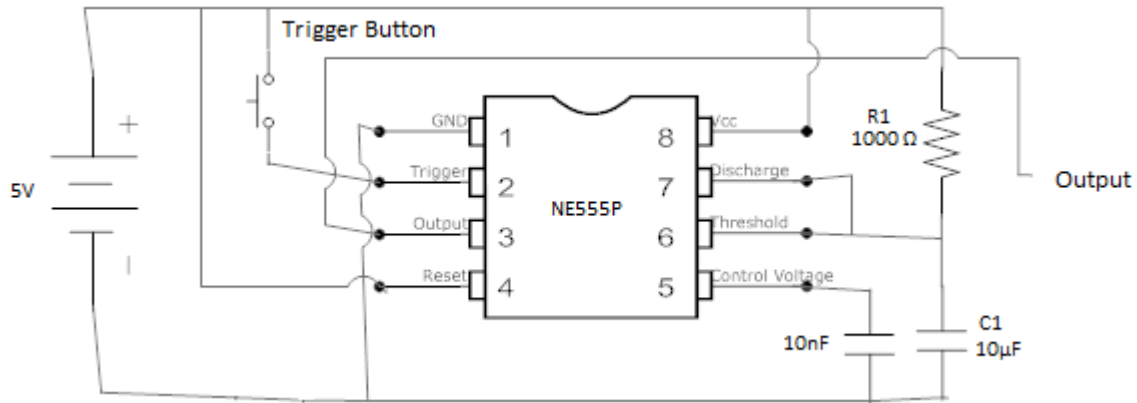 Trigger Button
+
5V
−
GND
Trigger
Output
Reset
1
2
3
4
NE555P
8
7
6
5
Vcc
Discharge
Threshold
Control Voltage
R1
1000 Ω
Output
10nF
C1
10µF